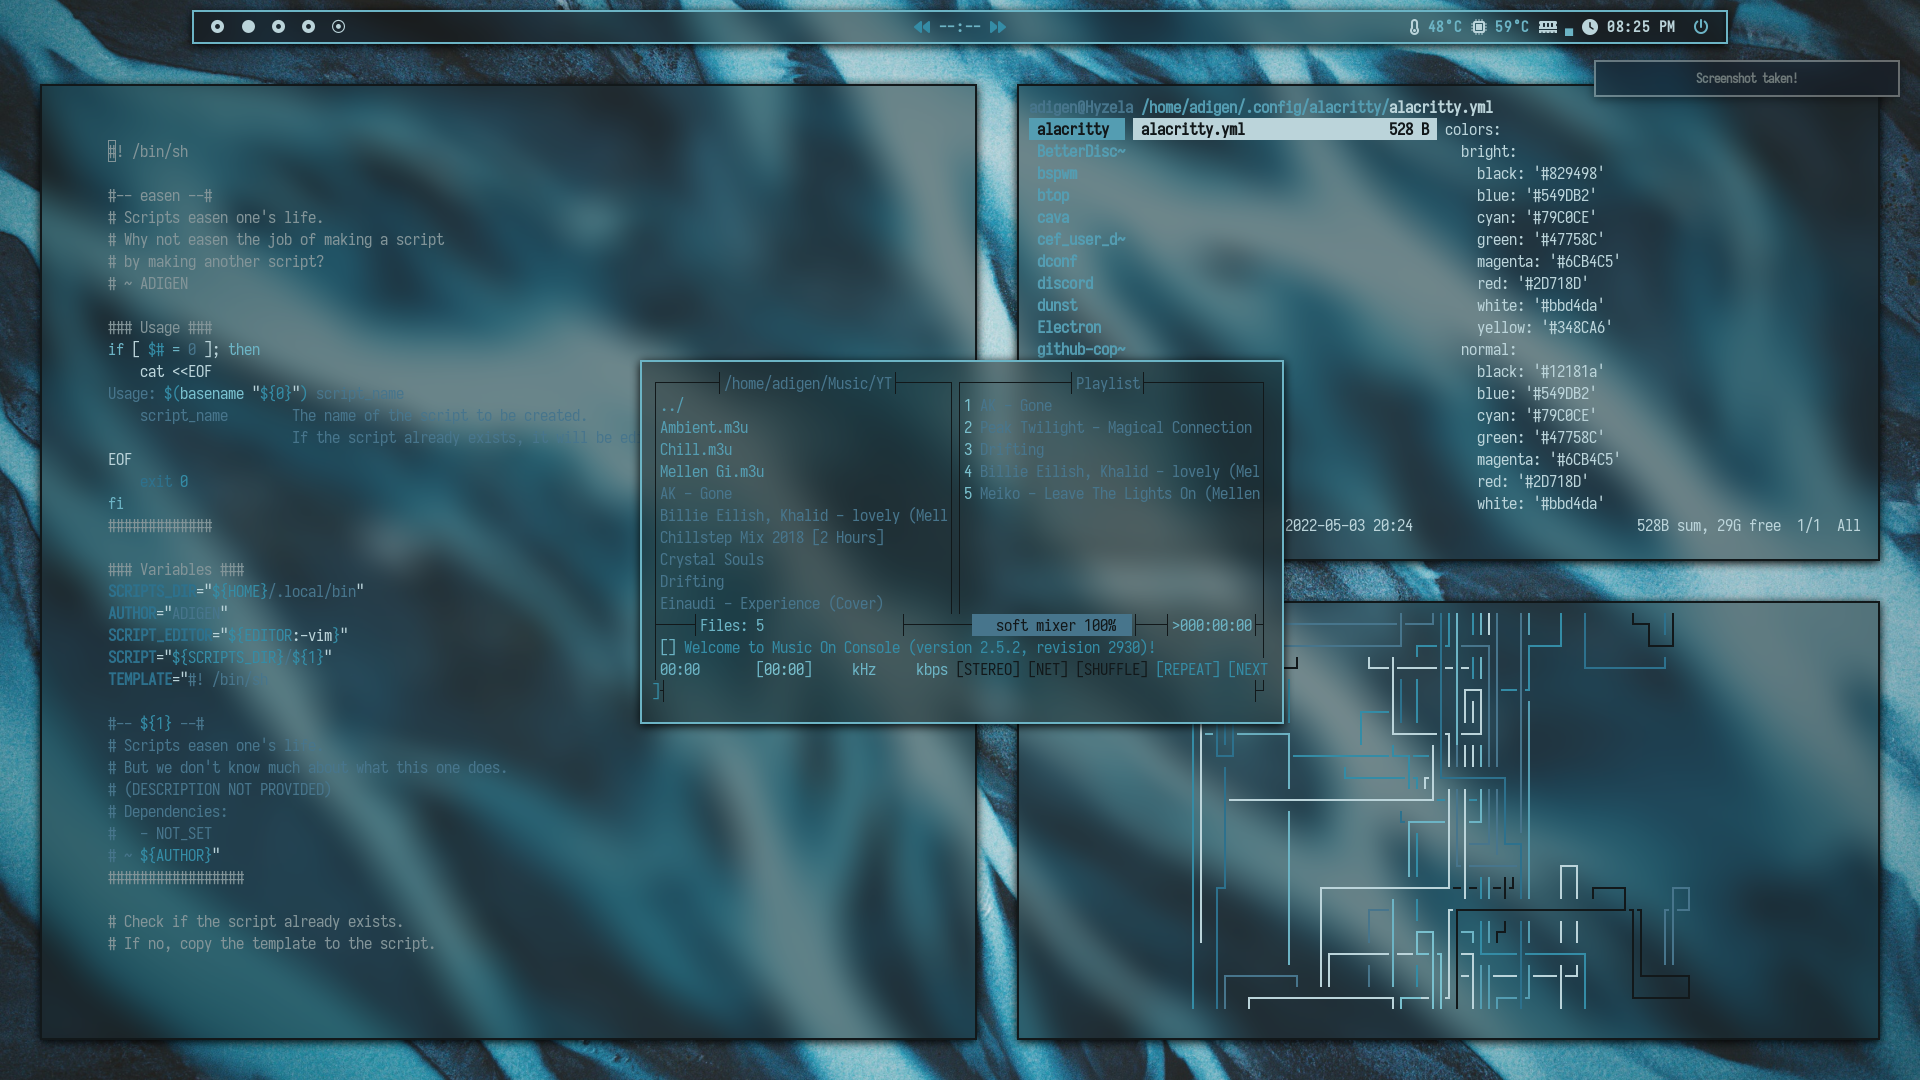 --:--
48°C 59°C 08:25 PM
Screenshot taken!
#! /bin/sh
#-- easen --#
# Scripts easen one's life.
# Why not easen the job of making a script
# by making another script?
# ~ ADIGEN
### Usage ###
if [ $# = 0 ]; then
cat <<EOF
Usage: $(basename "${0}") script_name
script_name The name of the script to be created.
If the script already exists, it will be ed
EOF
exit 0
fi
#############
### Variables ###
SCRIPTS_DIR="${HOME}/.local/bin"
AUTHOR="ADIGEN"
SCRIPT_EDITOR="${EDITOR:-vim}"
SCRIPT="${SCRIPTS_DIR}/${1}"
TEMPLATE="#! /bin/sh
#-- ${1} --#
# Scripts easen one's life.
# But we don't know much about what this one does.
# (DESCRIPTION NOT PROVIDED)
# Dependencies:
#   - NOT_SET
# ~ ${AUTHOR}"
#################
# Check if the script already exists.
# If no, copy the template to the script.
adigen@Hyzela /home/adigen/.config/alacritty/alacritty.yml
alacritty alacritty.yml 528 B colors:
BetterDisc~ bright:
bspwm black: '#829498'
btop blue: '#549DB2'
cava cyan: '#79C0CE'
cef_user_d~ green: '#47758C'
dconf magenta: '#6CB4C5'
discord red: '#2D718D'
dunst white: '#bbd4da'
Electron yellow: '#348CA6'
github-cop~ normal:
black: '#12181a'
blue: '#549DB2'
cyan: '#79C0CE'
green: '#47758C'
magenta: '#6CB4C5'
red: '#2D718D'
white: '#bbd4da'
2022-05-03 20:24 528B sum, 29G free 1/1 All
/home/adigen/Music/YT
../
Ambient.m3u
Chill.m3u
Mellen Gi.m3u
AK - Gone
Billie Eilish, Khalid - lovely (Mell
Chillstep Mix 2018 [2 Hours]
Crystal Souls
Drifting
Einaudi - Experience (Cover)
Playlist
1 AK - Gone
2 Twilight - Magical Connection
3 Drifting
4 Billie Eilish, Khalid - lovely (Mel
5 Meiko - Leave The Lights On (Mellen
Files: 5 soft mixer 100% >000:00:00
[] Welcome to Music On Console (version 2.5.2, revision 2930)!
00:00 [00:00] kHz kbps [STEREO] [NET] [SHUFFLE] [REPEAT] [NEXT
]